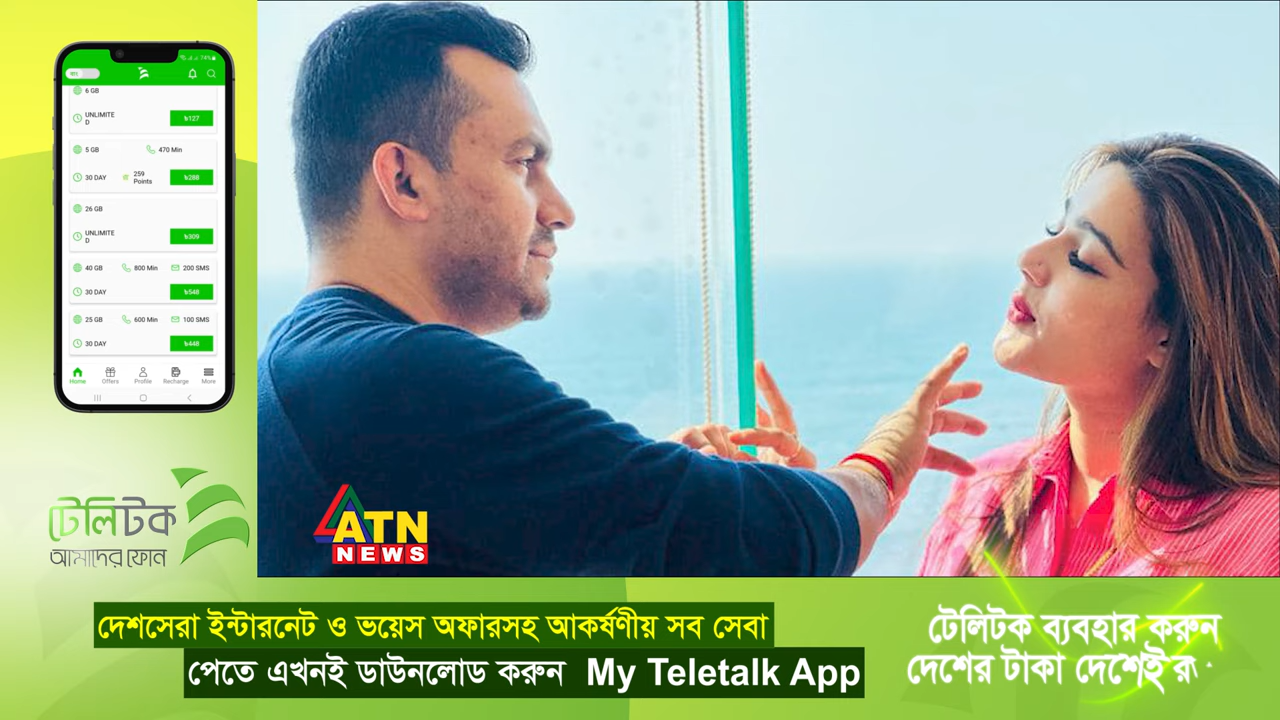 74%
6 GB
UNLIMITE
D
৳127
5 GB
470 Min
30 DAY
259
Points
৳288
26 GB
UNLIMITE
D
৳309
40 GB
800 Min
200 SMS
30 DAY
৳548
25 GB
600 Min
100 SMS
30 DAY
৳448
Home
Offers
Profile
Recharge
More
টেলিটক
আমাদের ফোন
ATN
NEWS
দেশসেরা ইন্টারনেট ও ভয়েস অফারসহ আকর্ষণীয় সব সেবা
পেতে এখনই ডাউনলোড করুন My Teletalk App
টেলিটক ব্যবহার করুন
দেশের টাকা দেশেই